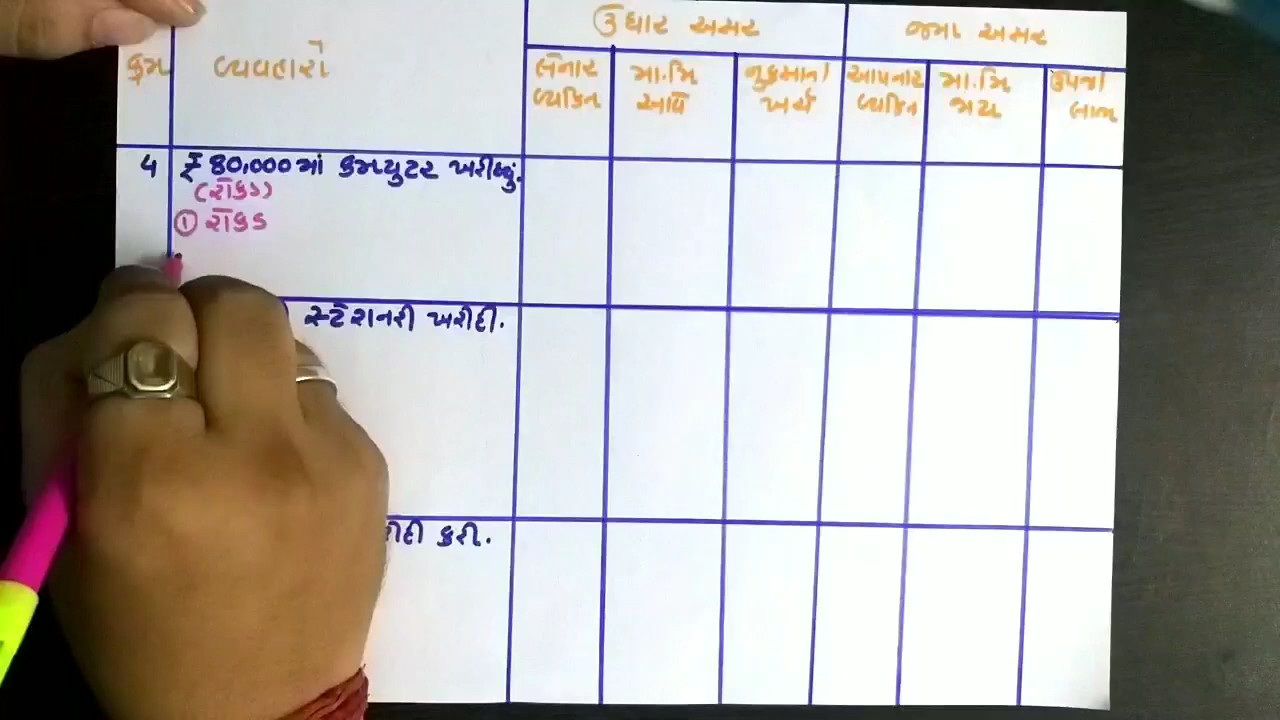 ક્રમ
વ્યવહારો
ઉધાર અસર
જમા અસર
લેનાર વ્યક્તિ
મા.મિ આવે
નુકસાન/ ખર્ચ
આપનાર વ્યક્તિ
મા.મિ જાય
ઉપજ/ લાભ
4 ₹ 80,000માં કમ્પ્યુટર ખરીદ્યું.
(રોકડ)
① રોકડ
સ્ટેશનરી ખરીદી.
કરી.